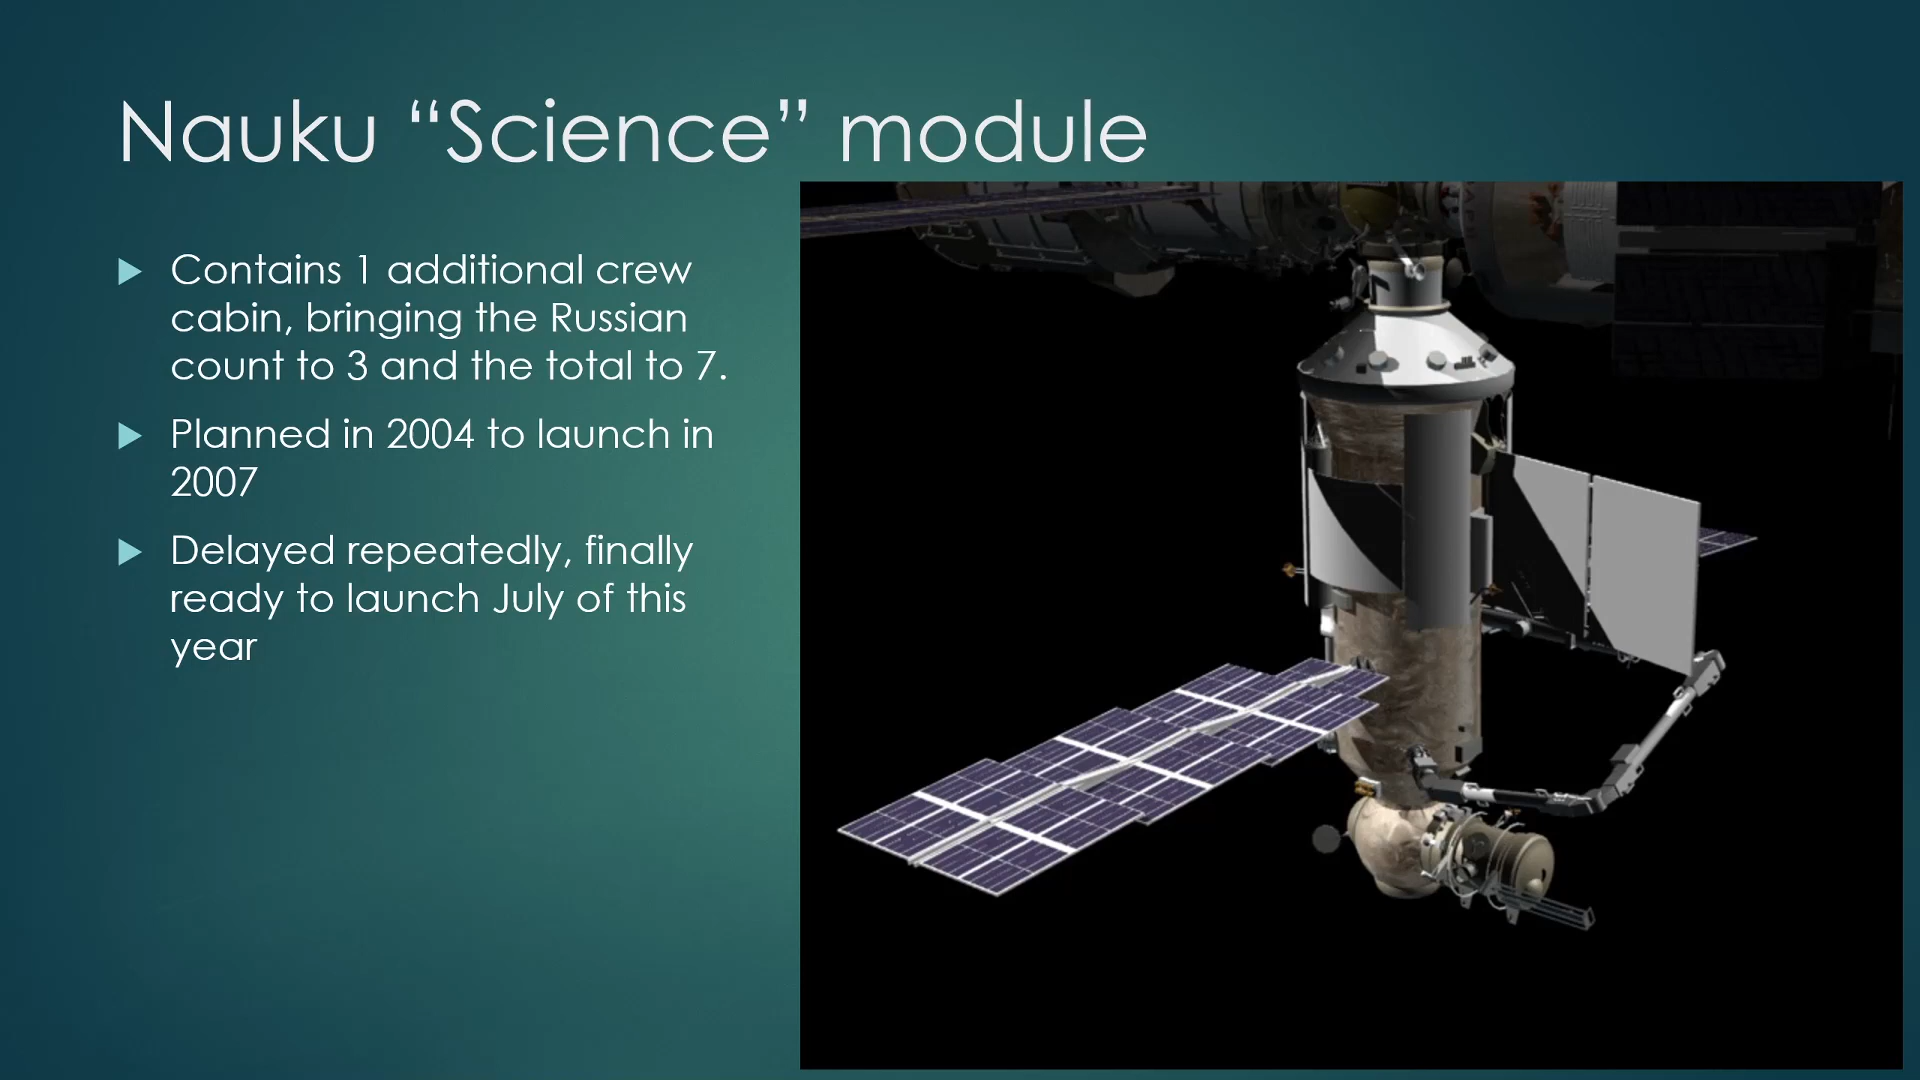 Nauku “Science” module
Contains 1 additional crew
cabin, bringing the Russian
count to 3 and the total to 7.
Planned in 2004 to launch in
2007
Delayed repeatedly, finally
ready to launch July of this
year